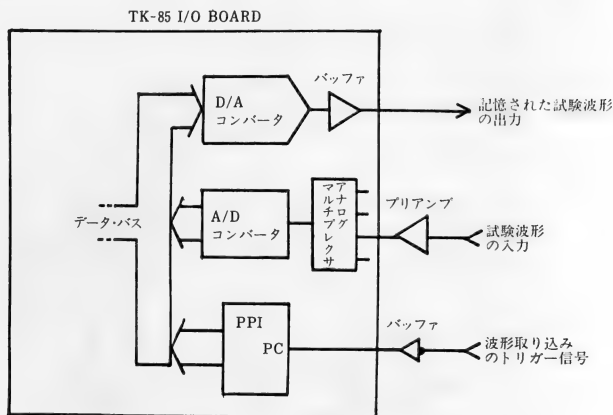 TK-85 I/O BOARD
バッファ
D/A
コンバータ
記憶された試験波形
の出力
データ・バス
A/D
コンバータ
アナログ
マルチプレクサ
プリアンプ
試験波形
の入力
PPI
PC
バッファ
波形取り込み
のトリガー信号